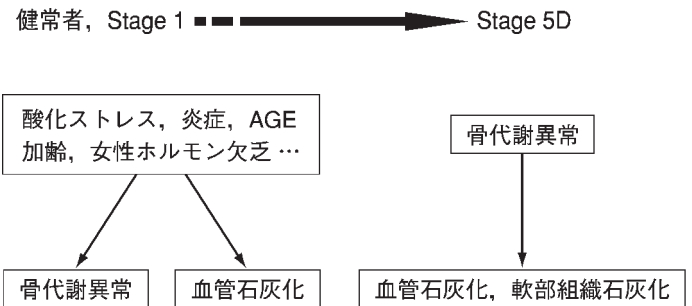 健常者，Stage 1
Stage 5D
酸化ストレス，炎症，AGE
加齢，女性ホルモン欠乏 …
骨代謝異常
骨代謝異常
血管石灰化
血管石灰化，軟部組織石灰化